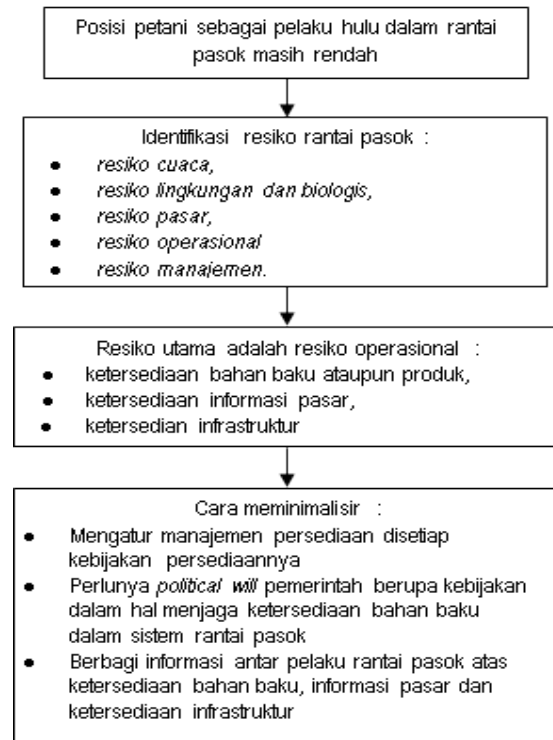 Posisi petani sebagai pelaku hulu dalam rantai
pasok masih rendah
Identifikasi resiko rantai pasok :
● resiko cuaca,
● resiko lingkungan dan biologis,
● resiko pasar,
● resiko operasional
● resiko manajemen.
Resiko utama adalah resiko operasional :
● ketersediaan bahan baku ataupun produk,
● ketersediaan informasi pasar,
● ketersedian infrastruktur
Cara meminimalisir :
● Mengatur manajemen persediaan disetiap
kebijakan persediaannya
● Perlunya political will pemerintah berupa kebijakan
dalam hal menjaga ketersediaan bahan baku
dalam sistem rantai pasok
● Berbagi informasi antar pelaku rantai pasok atas
ketersediaan bahan baku, informasi pasar dan
ketersediaan infrastruktur